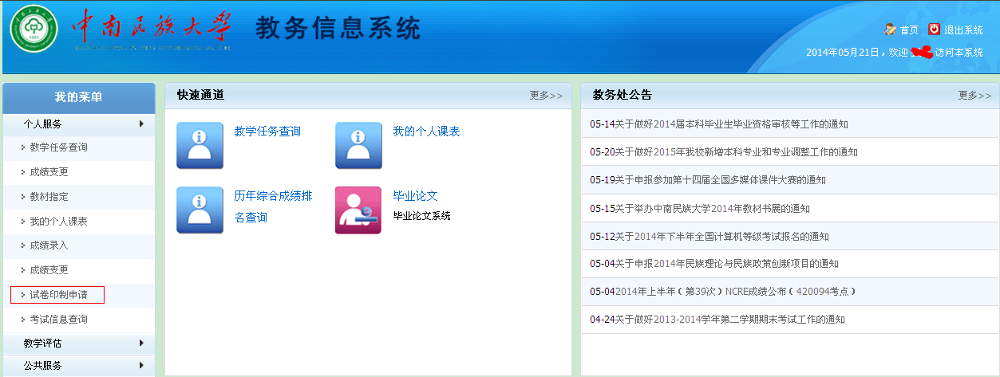 中南民族大学 教务信息系统
首页 退出系统
2014年05月21日，欢迎 访问本系统
我的菜单
个人服务
教学任务查询
成绩变更
教材指定
我的个人课表
成绩录入
成绩变更
试卷印制申请
考试信息查询
教学评估
公共服务
快速通道 更多>>
教学任务查询
我的个人课表
历年综合成绩排
名查询
毕业论文
毕业论文系统
教务处公告 更多>>
05-14关于做好2014届本科毕业生毕业资格审核等工作的通知
05-20关于做好2015年我校新增本科专业和专业调整工作的通知
05-19关于申报参加第十四届全国多媒体课件大赛的通知
05-15关于举办中南民族大学2014年教材书展的通知
05-12关于2014年下半年全国计算机等级考试报名的通知
05-04关于申报2014年民族理论与民族政策创新项目的通知
05-042014年上半年（第39次）NCRE成绩公布（420094考点）
04-24关于做好2013-2014学年第二学期期末考试工作的通知